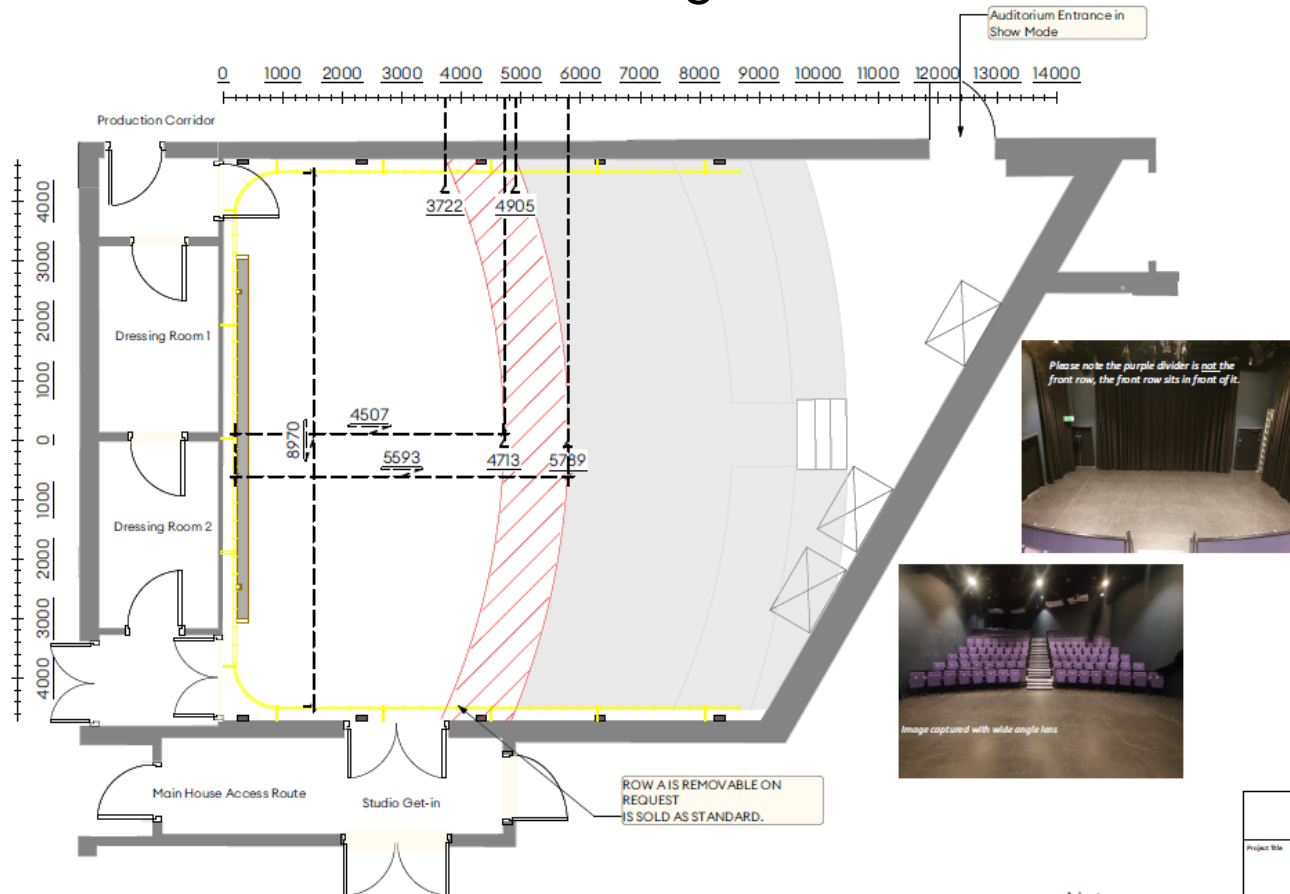 Auditorium Entrance in
Show Mode
0 1000 2000 3000 4000 5000 6000 7000 8000 9000 10000 11000 12000 13000 14000
Production Corridor
4000
3000
2000
1000
0
1000
2000
3000
4000
3722
4905
Dressing Room 1
Please note the purple divider is not the
front row, the front row sits in front of it.
4507
8970
5593
4713
5789
Dressing Room 2
Image captured with wide angle lens
Main House Access Route
Studio Get-in
ROW A IS REMOVABLE ON
REQUEST
IS SOLD AS STANDARD.
Project Title